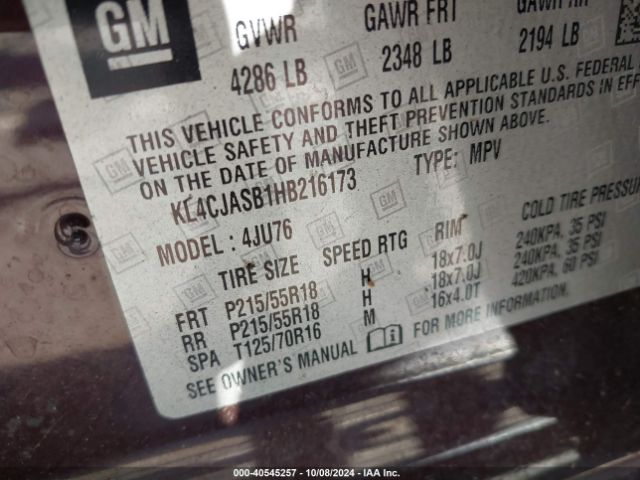 GM
GVWR GAWR FRT GAWR RR
4286 LB 2348 LB 2194 LB
THIS VEHICLE CONFORMS TO ALL APPLICABLE U.S. FEDERAL
VEHICLE SAFETY AND THEFT PREVENTION STANDARDS IN EFF
ON THE DATE OF MANUFACTURE SHOWN ABOVE.
KL4CJASB1HB216173 TYPE: MPV
MODEL: 4JU76
TIRE SIZE SPEED RTG RIM COLD TIRE PRESSU
FRT P215/55R18 H 18x7.0J 240KPA, 35 PSI
RR P215/55R18 H 18x7.0J 240KPA, 35 PSI
SPA T125/70R16 M 16x4.0T 420KPA, 60 PSI
SEE OWNER'S MANUAL FOR MORE INFORMATION.
000-40545257 - 10/08/2024 - IAA Inc.